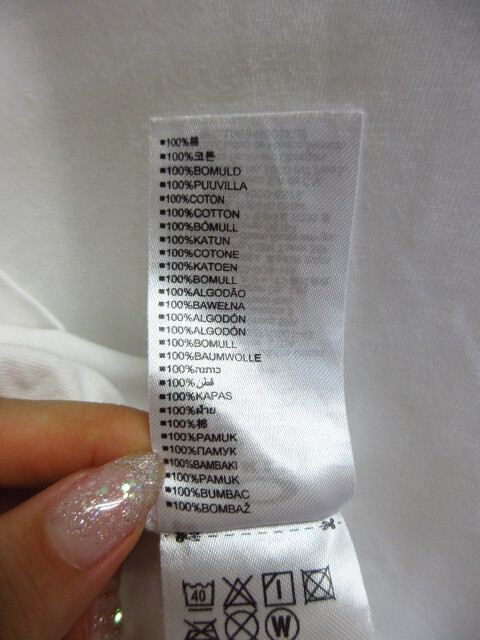 ▪100%棉
▪100%코튼
▪100%BOMULD
▪100%PUUVILLA
▪100%COTON
▪100%COTTON
▪100%BÓMULL
▪100%KATUN
▪100%COTONE
▪100%KATOEN
▪100%BOMULL
▪100%ALGODÃO
▪100%BAWEŁNA
▪100%ALGODÓN
▪100%ALGODÓN
▪100%BOMULL
▪100%BAUMWOLLE
▪100%כותנה
▪100%قطن
▪100%KAPAS
▪100%ฝ้าย
▪100%棉
▪100%PAMUK
▪100%ПАМУК
▪100%BAMBAKI
▪100%PAMUK
▪100%BUMBAC
▪100%BOMBAŽ
40
W